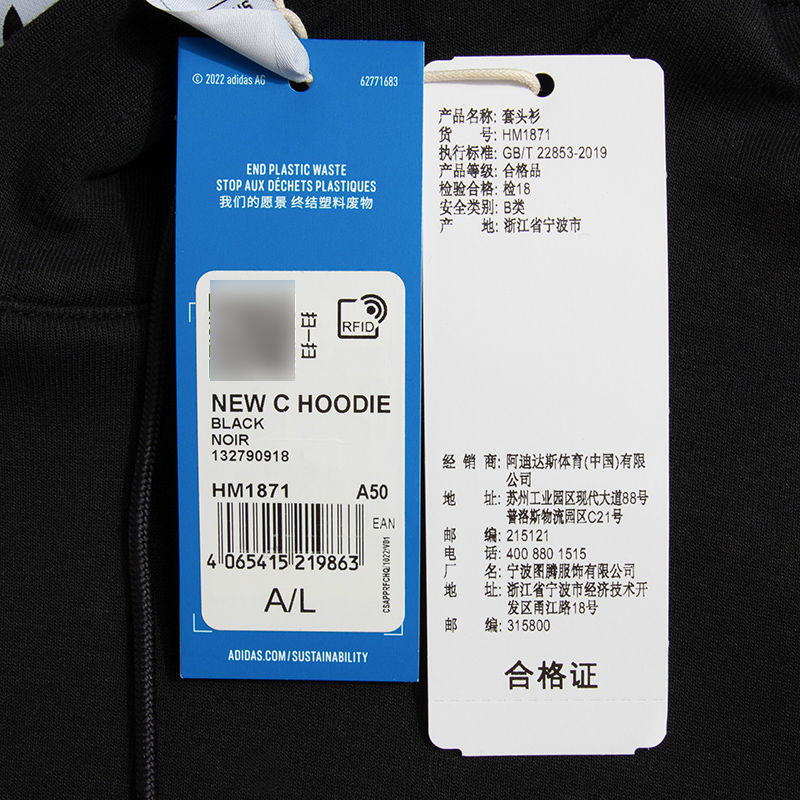 © 2022 adidas AG
62771683
END PLASTIC WASTE
STOP AUX DÉCHETS PLASTIQUES
我们的愿景 终结塑料废物
RFID
NEW C HOODIE
BLACK
NOIR
132790918
HM1871 A50
EAN
4 065415 219863
CSAPPRFCHQ/1022/V01
A/L
ADIDAS.COM/SUSTAINABILITY
产品名称: 套头衫
货 号: HM1871
执行标准: GB/T 22853-2019
产品等级: 合格品
检验合格: 检18
安全类别: B类
产 地: 浙江省宁波市
经 销 商: 阿迪达斯体育(中国)有限
公司
地 址: 苏州工业园区现代大道88号
普洛斯物流园区C21号
邮 编: 215121
电 话: 400 880 1515
厂 名: 宁波图腾服饰有限公司
地 址: 浙江省宁波市经济技术开
发区甬江路18号
邮 编: 315800
合格证